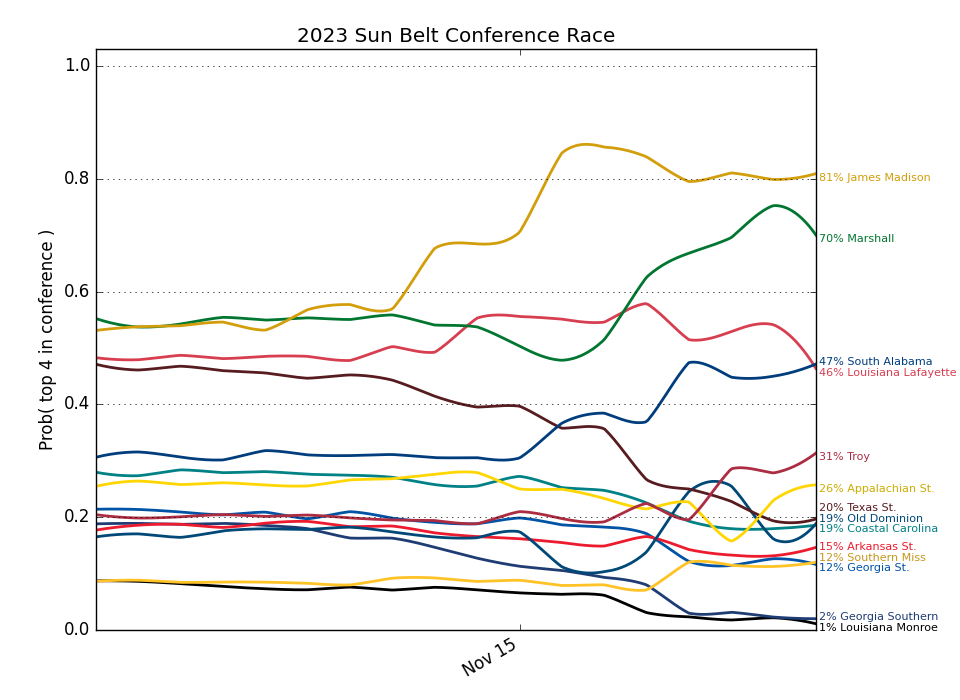 2023 Sun Belt Conference Race
Prob( top 4 in conference )
1.0
0.8
0.6
0.4
0.2
0.0
Nov 15
81% James Madison
70% Marshall
47% South Alabama
46% Louisiana Lafayette
31% Troy
26% Appalachian St.
20% Texas St.
19% Old Dominion
19% Coastal Carolina
15% Arkansas St.
12% Southern Miss
12% Georgia St.
2% Georgia Southern
1% Louisiana Monroe